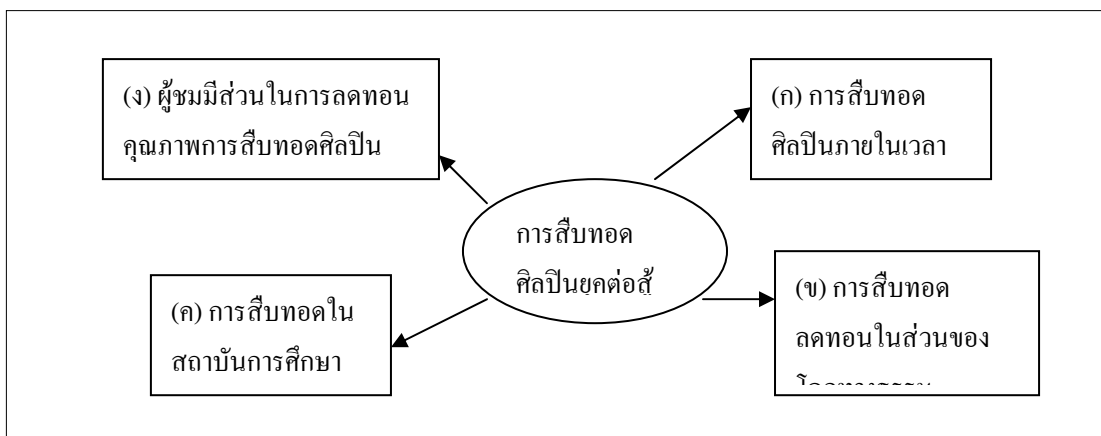 (ง) ผู้ชมมีส่วนในการลดทอน
คุณภาพการสืบทอดศิลปิน
(ก) การสืบทอด
ศิลปินภายในเวลา
การสืบทอด
ศิลปินยุคต่อสู้
(ค) การสืบทอดใน
สถาบันการศึกษา
(ข) การสืบทอด
ลดทอนในส่วนของ